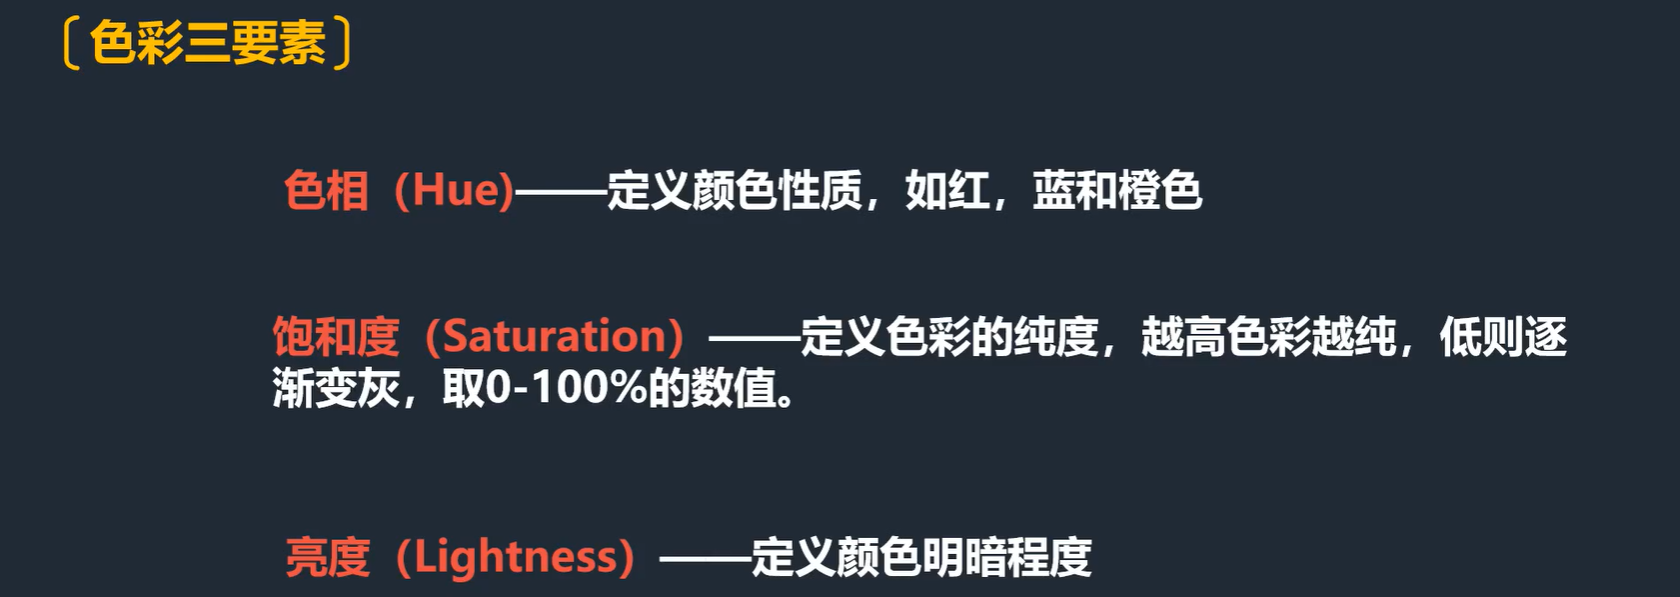 〔色彩三要素〕
色相（Hue)——定义颜色性质，如红，蓝和橙色
饱和度（Saturation）——定义色彩的纯度，越高色彩越纯，低则逐
渐变灰，取0-100%的数值。
亮度（Lightness）——定义颜色明暗程度